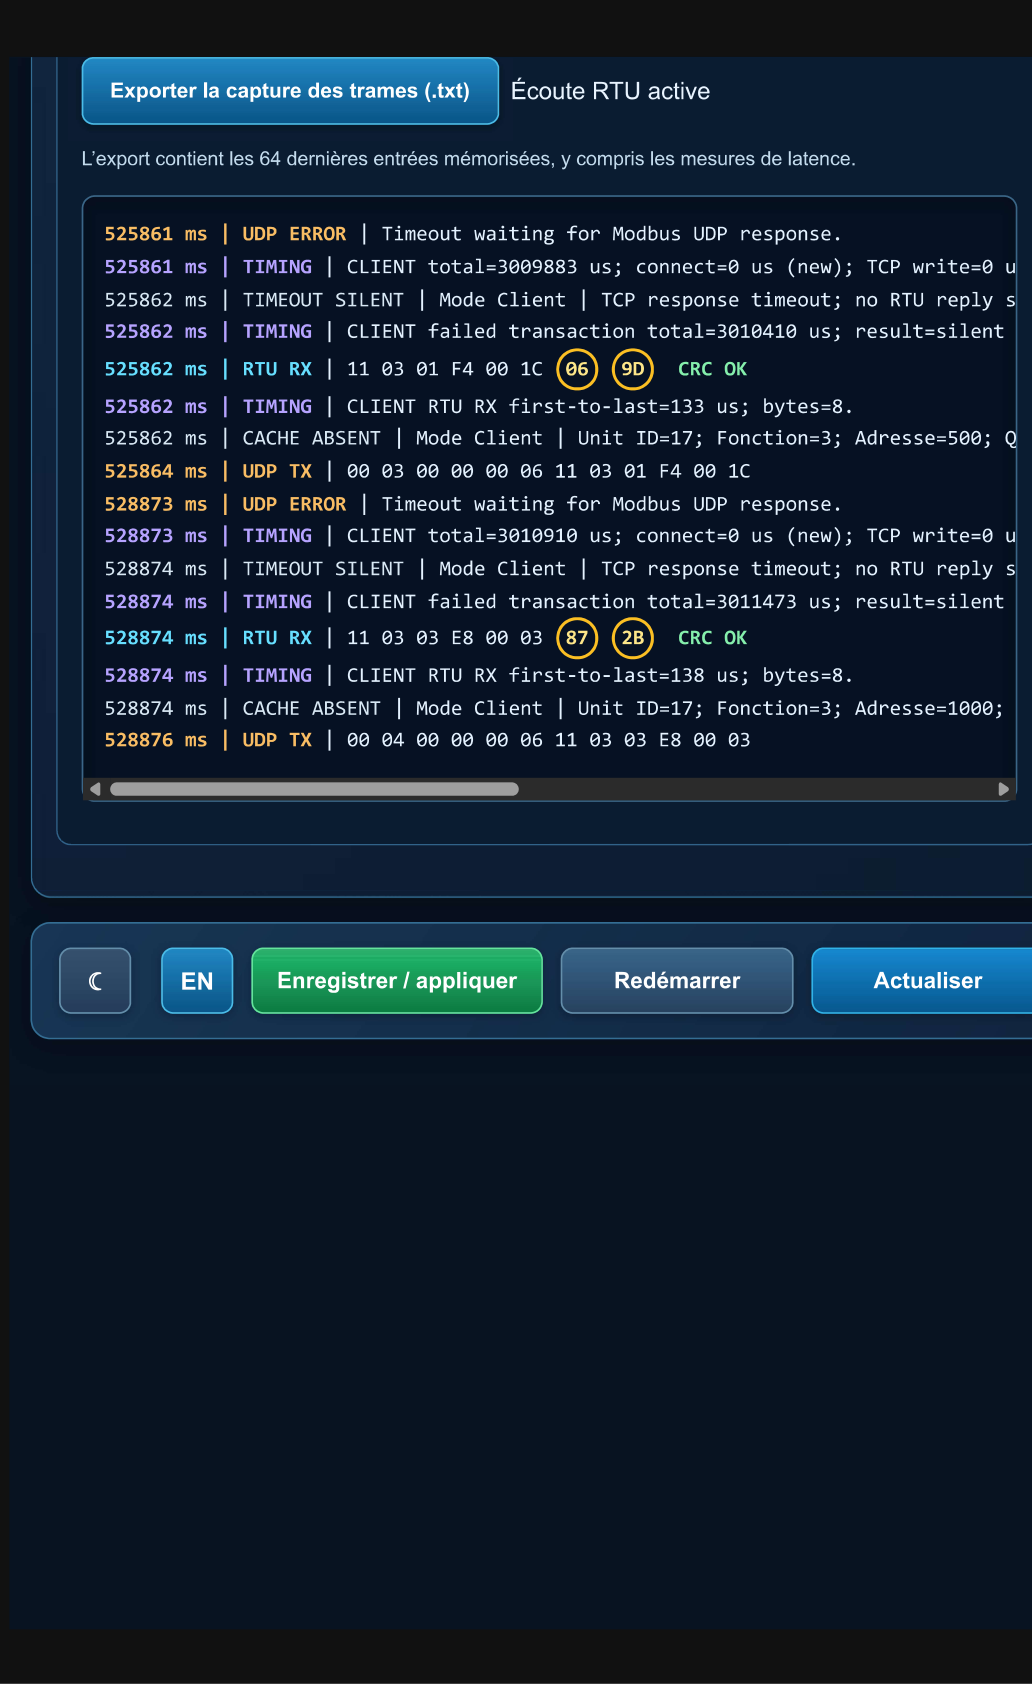 Exporter la capture des trames (.txt) Écoute RTU active
L’export contient les 64 dernières entrées mémorisées, y compris les mesures de latence.
525861 ms | UDP ERROR | Timeout waiting for Modbus UDP response.
525861 ms | TIMING | CLIENT total=3009883 us; connect=0 us (new); TCP write=0 u
525862 ms | TIMEOUT SILENT | Mode Client | TCP response timeout; no RTU reply s
525862 ms | TIMING | CLIENT failed transaction total=3010410 us; result=silent
525862 ms | RTU RX | 11 03 01 F4 00 1C 06 9D CRC OK
525862 ms | TIMING | CLIENT RTU RX first-to-last=133 us; bytes=8.
525862 ms | CACHE ABSENT | Mode Client | Unit ID=17; Fonction=3; Adresse=500; Q
525864 ms | UDP TX | 00 03 00 00 00 06 11 03 01 F4 00 1C
528873 ms | UDP ERROR | Timeout waiting for Modbus UDP response.
528873 ms | TIMING | CLIENT total=3010910 us; connect=0 us (new); TCP write=0 u
528874 ms | TIMEOUT SILENT | Mode Client | TCP response timeout; no RTU reply s
528874 ms | TIMING | CLIENT failed transaction total=3011473 us; result=silent
528874 ms | RTU RX | 11 03 03 E8 00 03 87 2B CRC OK
528874 ms | TIMING | CLIENT RTU RX first-to-last=138 us; bytes=8.
528874 ms | CACHE ABSENT | Mode Client | Unit ID=17; Fonction=3; Adresse=1000;
528876 ms | UDP TX | 00 04 00 00 00 06 11 03 03 E8 00 03
EN Enregistrer / appliquer Redémarrer Actualiser